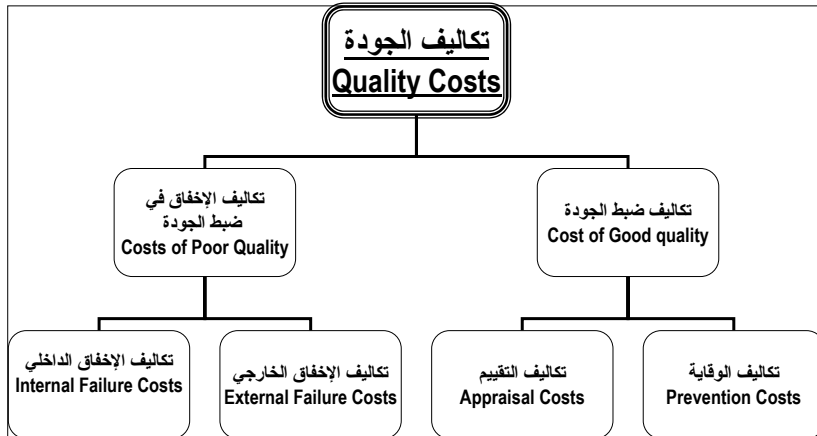 تكاليف الجودة
Quality Costs
تكاليف الإخفاق في
ضبط الجودة
Costs of Poor Quality
تكاليف ضبط الجودة
Cost of Good quality
تكاليف الإخفاق الداخلي
Internal Failure Costs
تكاليف الإخفاق الخارجي
External Failure Costs
تكاليف التقييم
Appraisal Costs
تكاليف الوقاية
Prevention Costs